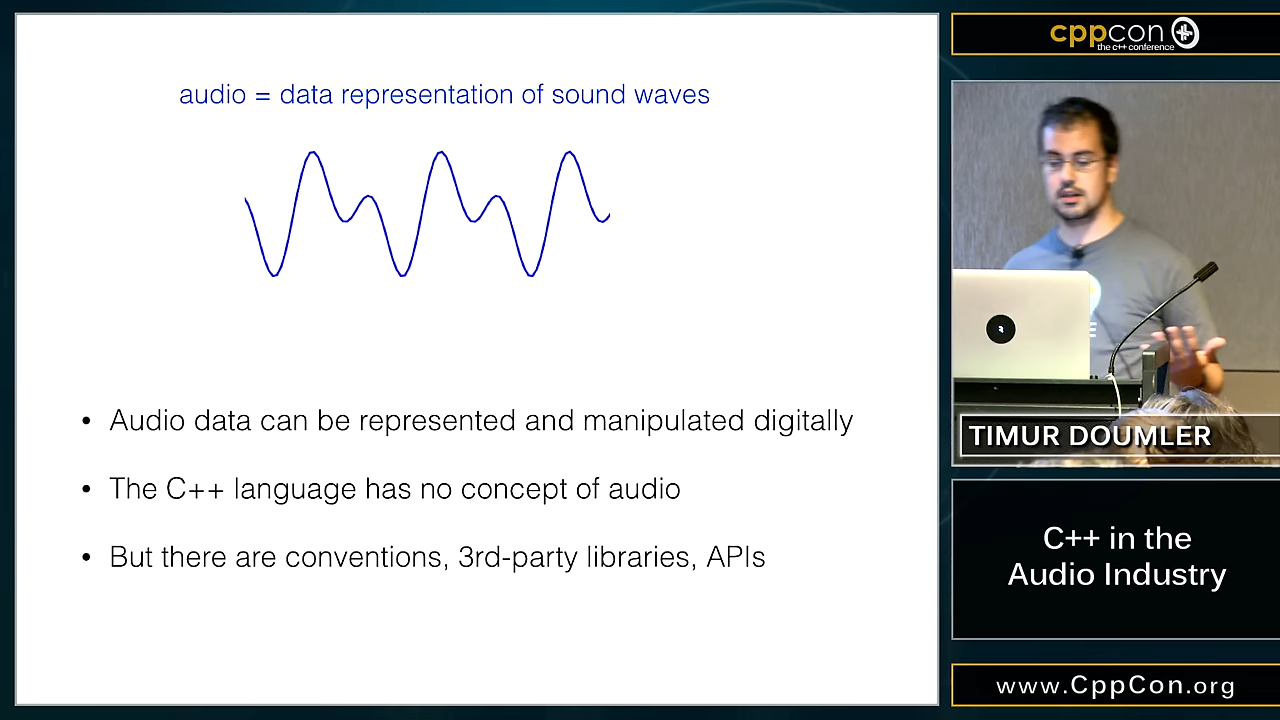 audio = data representation of sound waves
• Audio data can be represented and manipulated digitally
• The C++ language has no concept of audio
• But there are conventions, 3rd-party libraries, APIs
cppcon
the c++ conference
TIMUR DOUMLER
C++ in the
Audio Industry
www.CppCon.org